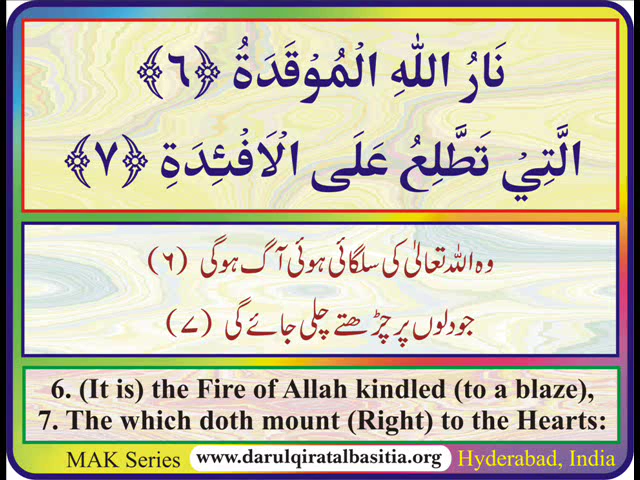 نَارُ اللهِ الْمُوْقَدَةُ ﴿٦﴾
الَّتِيْ تَطَّلِعُ عَلَى الْاَفْئِدَةِ ﴿٧﴾
وہ اللہ تعالیٰ کی سلگائی ہوئی آگ ہوگی (٦)
جو دلوں پر چڑھتے چلی جائے گی (٧)
6. (It is) the Fire of Allah kindled (to a blaze),
7. The which doth mount (Right) to the Hearts:
MAK Series www.darulqiratalbasitia.org Hyderabad, India